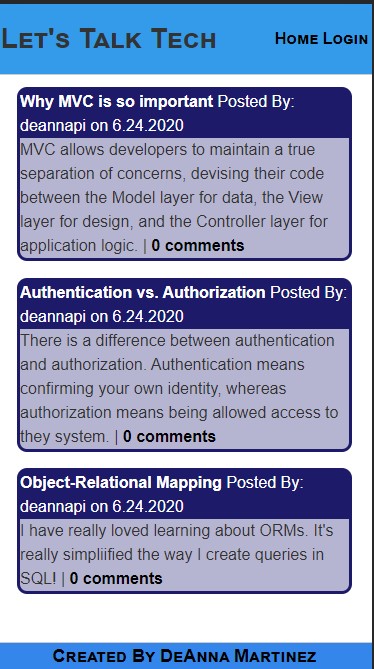 Let's Talk Tech
Home Login
Why MVC is so important Posted By:
deannapi on 6.24.2020
MVC allows developers to maintain a true
separation of concerns, devising their code
between the Model layer for data, the View
layer for design, and the Controller layer for
application logic. | 0 comments
Authentication vs. Authorization Posted By:
deannapi on 6.24.2020
There is a difference between authentication
and authorization. Authentication means
confirming your own identity, whereas
authorization means being allowed access to
they system. | 0 comments
Object-Relational Mapping Posted By:
deannapi on 6.24.2020
I have really loved learning about ORMs. It's
really simpliified the way I create queries in
SQL! | 0 comments
Created By DeAnna Martinez